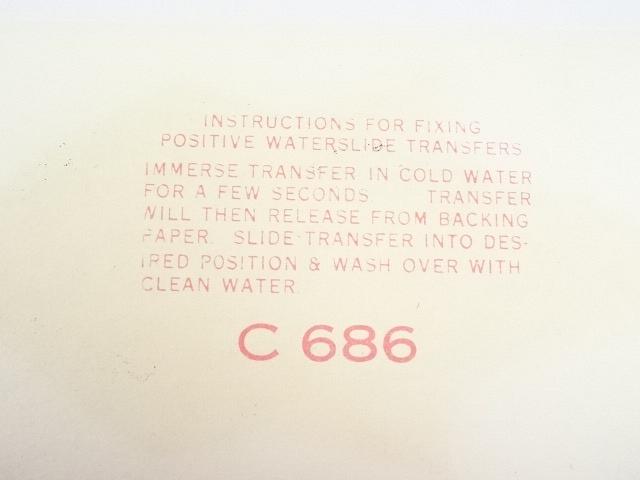 INSTRUCTIONS FOR FIXING
POSITIVE WATERSLIDE TRANSFERS
IMMERSE TRANSFER IN COLD WATER
FOR A FEW SECONDS. TRANSFER
WILL THEN RELEASE FROM BACKING
PAPER. SLIDE TRANSFER INTO DES-
IRED POSITION & WASH OVER WITH
CLEAN WATER.
C 686